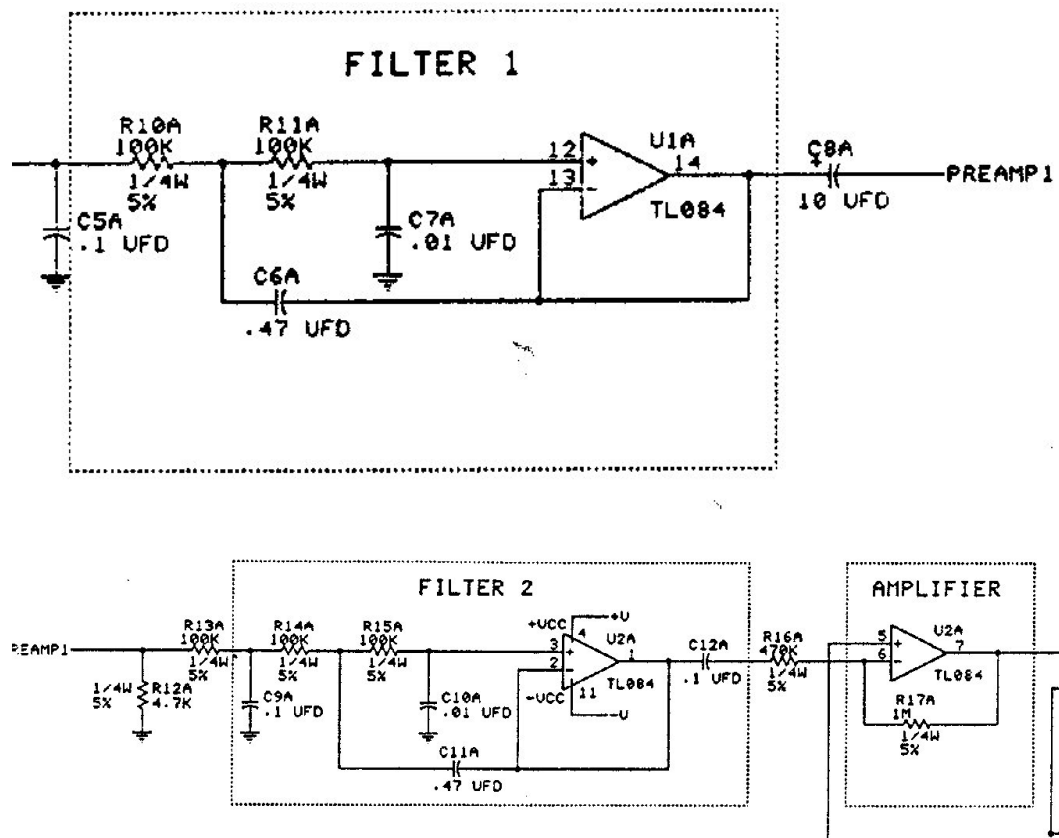 FILTER 1
R10A
100K
1/4W
5%
R11A
100K
1/4W
5%
12
+
13
-
U1A
14
TL084
C8A
+
10 UFD
PREAMP1
C5A
.1 UFD
C7A
.01 UFD
C6A
.47 UFD
FILTER 2
AMPLIFIER
REAMP1
1/4W
5%
R12A
4.7K
R13A
100K
1/4W
5%
C9A
.1 UFD
R14A
100K
1/4W
5%
R15A
100K
1/4W
5%
C10A
.01 UFD
C11A
.47 UFD
+VCC
+V
4
3
+
2
-
U2A
1
TL084
-VCC
11
-V
C12A
.1 UFD
R16A
470K
1/4W
5%
5
+
6
-
U2A
7
TL084
R17A
1M
1/4W
5%